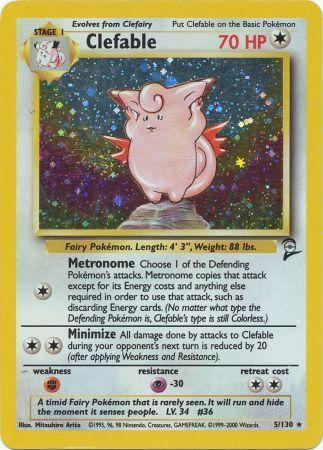 Evolves from Clefairy Put Clefable on the Basic Pokémon
STAGE 1
Clefable 70 HP
Fairy Pokémon. Length: 4' 3", Weight: 88 lbs.
Metronome Choose 1 of the Defending
Pokémon's attacks. Metronome copies that attack
except for its Energy costs and anything else
required in order to use that attack, such as
discarding Energy cards. (No matter what type the
Defending Pokémon is, Clefable's type is still Colorless.)
Minimize All damage done by attacks to Clefable
during your opponent's next turn is reduced by 20
(after applying Weakness and Resistance).
weakness resistance retreat cost
-30
A timid Fairy Pokémon that is rarely seen. It will run and hide
the moment it senses people. LV. 34 #36
Illus. Mitsuhiro Arita ©1995, 96, 98 Nintendo, Creatures, GAMEFREAK. ©1999-2000 Wizards. 5/130 ★